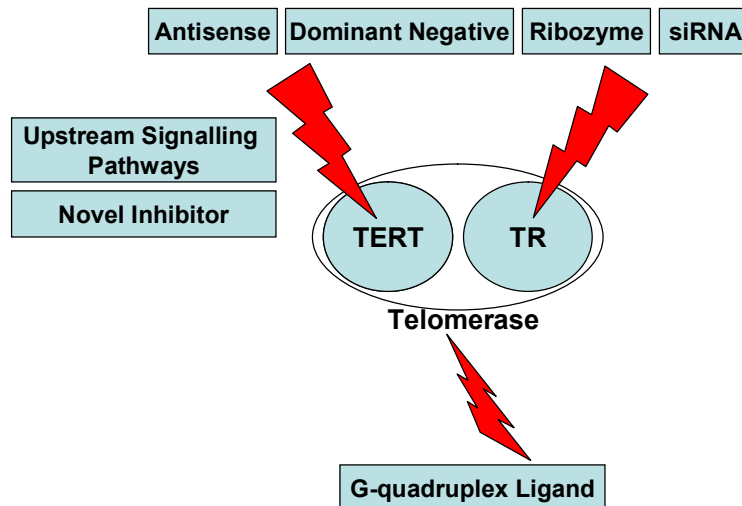 Antisense Dominant Negative Ribozyme siRNA
Upstream Signalling
Pathways
Novel Inhibitor
TERT TR
Telomerase
G-quadruplex Ligand